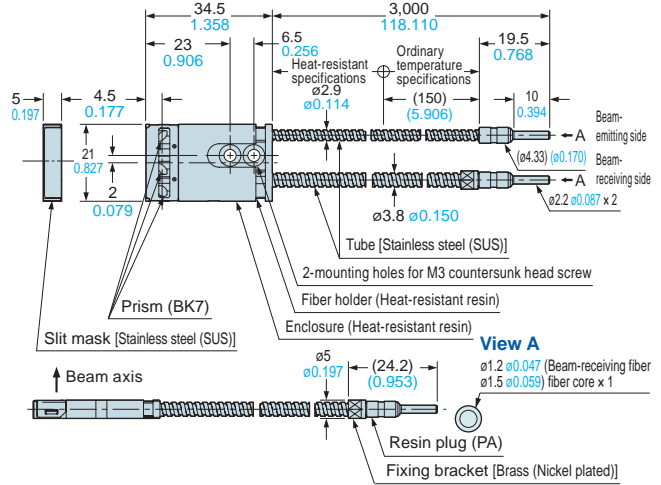 34.5
1.358
3,000
118.110
23
0.906
6.5
0.256
Heat-resistant
specifications
Ordinary
temperature
specifications
19.5
0.768
5
0.197
4.5
0.177
ø2.9
ø0.114
(150)
(5.906)
10
0.394
A
Beam-
emitting side
21
0.827
(ø4.33) (ø0.170)
Beam-
receiving side
A
2
0.079
ø3.8 ø0.150
ø2.2 ø0.087 x 2
Tube [Stainless steel (SUS)]
2-mounting holes for M3 countersunk head screw
Prism (BK7)
Fiber holder (Heat-resistant resin)
Slit mask [Stainless steel (SUS)]
Enclosure (Heat-resistant resin)
View A
ø1.2 ø0.047 (Beam-receiving fiber
ø1.5 ø0.059) fiber core x 1
Beam axis
ø5
ø0.197
(24.2)
(0.953)
Resin plug (PA)
Fixing bracket [Brass (Nickel plated)]